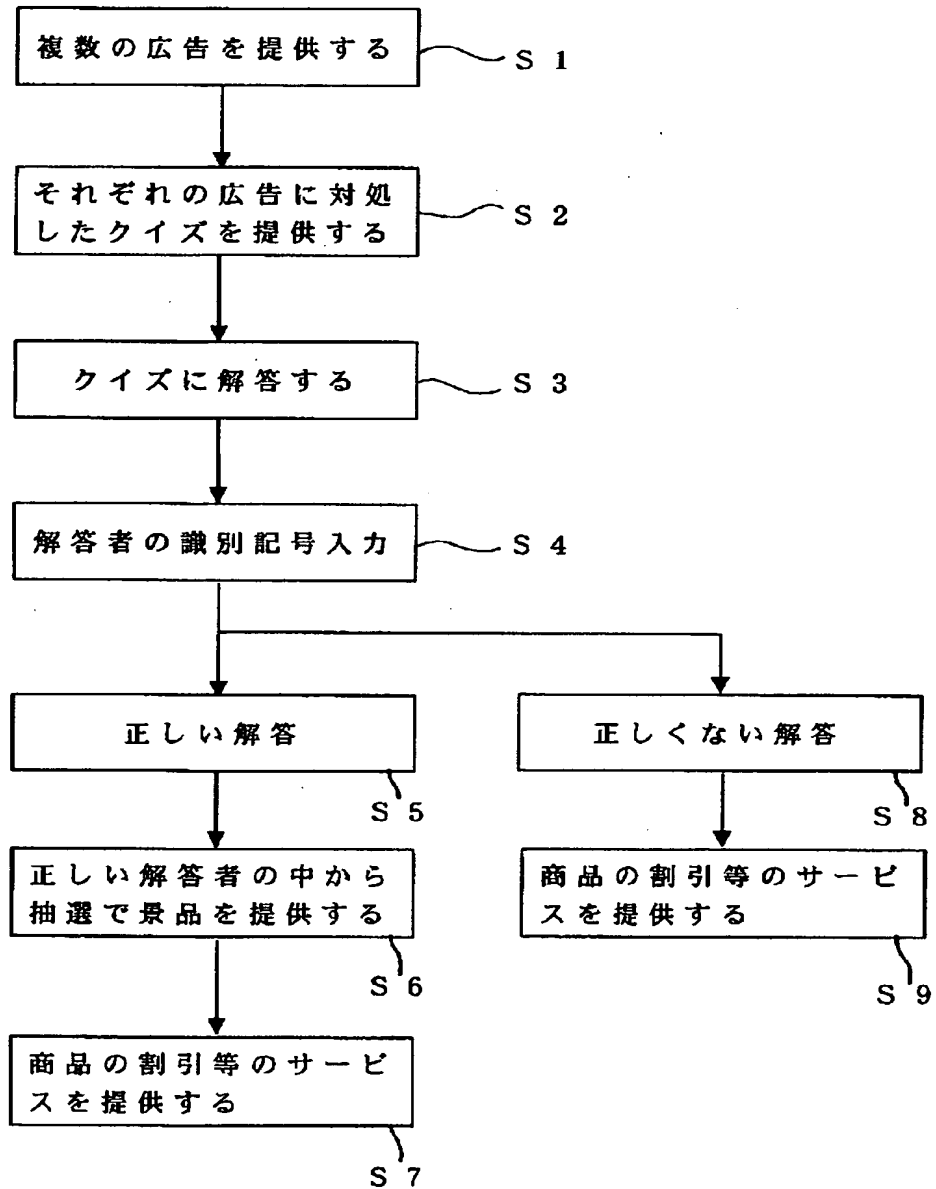 複数の広告を提供する
S 1
それぞれの広告に対処
したクイズを提供する
S 2
クイズに解答する
S 3
解答者の識別記号入力
S 4
正しい解答
S 5
正しい解答者の中から
抽選で景品を提供する
S 6
商品の割引等のサービ
スを提供する
S 7
正しくない解答
S 8
商品の割引等のサービ
スを提供する
S 9